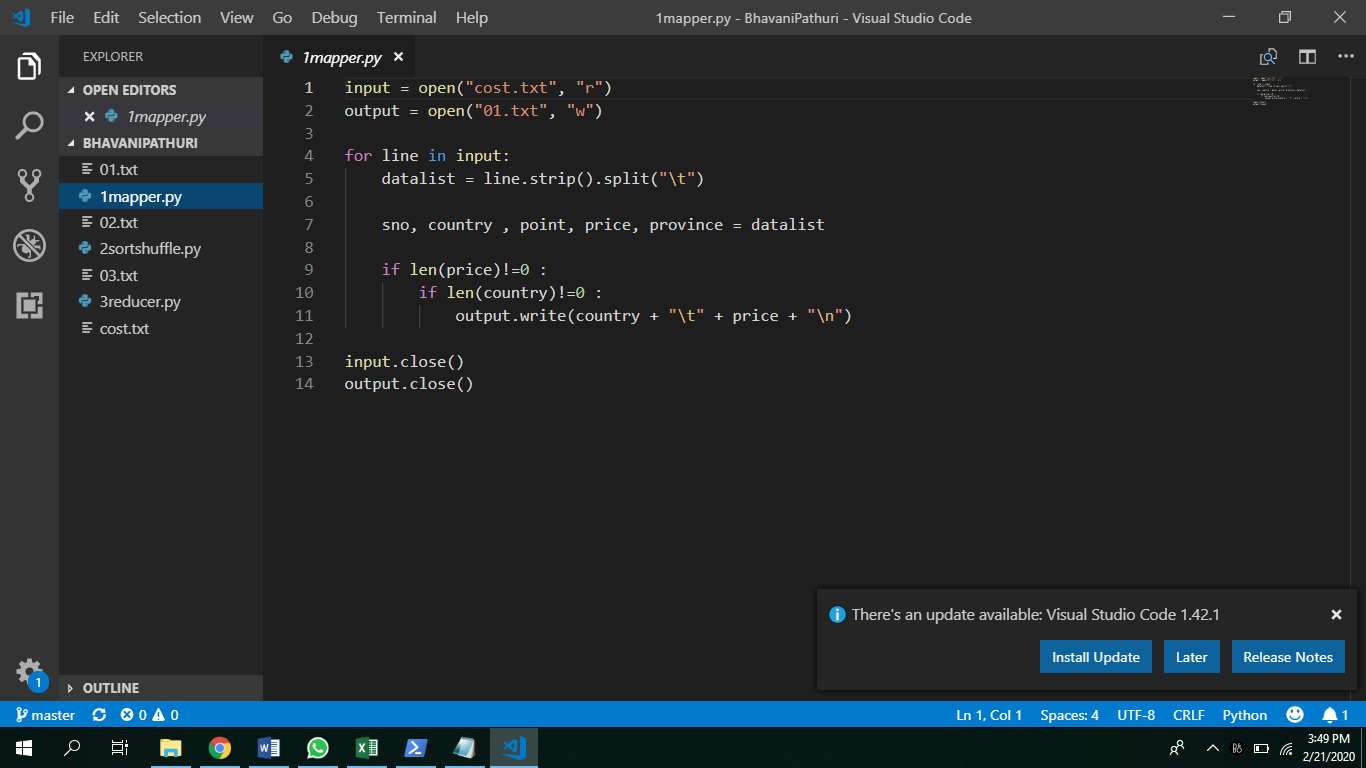 File Edit Selection View Go Debug Terminal Help
1mapper.py - BhavaniPathuri - Visual Studio Code
EXPLORER
OPEN EDITORS
1mapper.py
BHAVANIPATHURI
01.txt
1mapper.py
02.txt
2sortshuffle.py
03.txt
3reducer.py
cost.txt
OUTLINE
1
1mapper.py
1 input = open("cost.txt", "r")
2 output = open("01.txt", "w")
3
4 for line in input:
5 datalist = line.strip().split("\t")
6
7 sno, country , point, price, province = datalist
8
9 if len(price)!=0 :
10 if len(country)!=0 :
11 output.write(country + "\t" + price + "\n")
12
13 input.close()
14 output.close()
There's an update available: Visual Studio Code 1.42.1
Install Update Later Release Notes
master 0 0 Ln 1, Col 1 Spaces: 4 UTF-8 CRLF Python 1
3:49 PM
2/21/2020